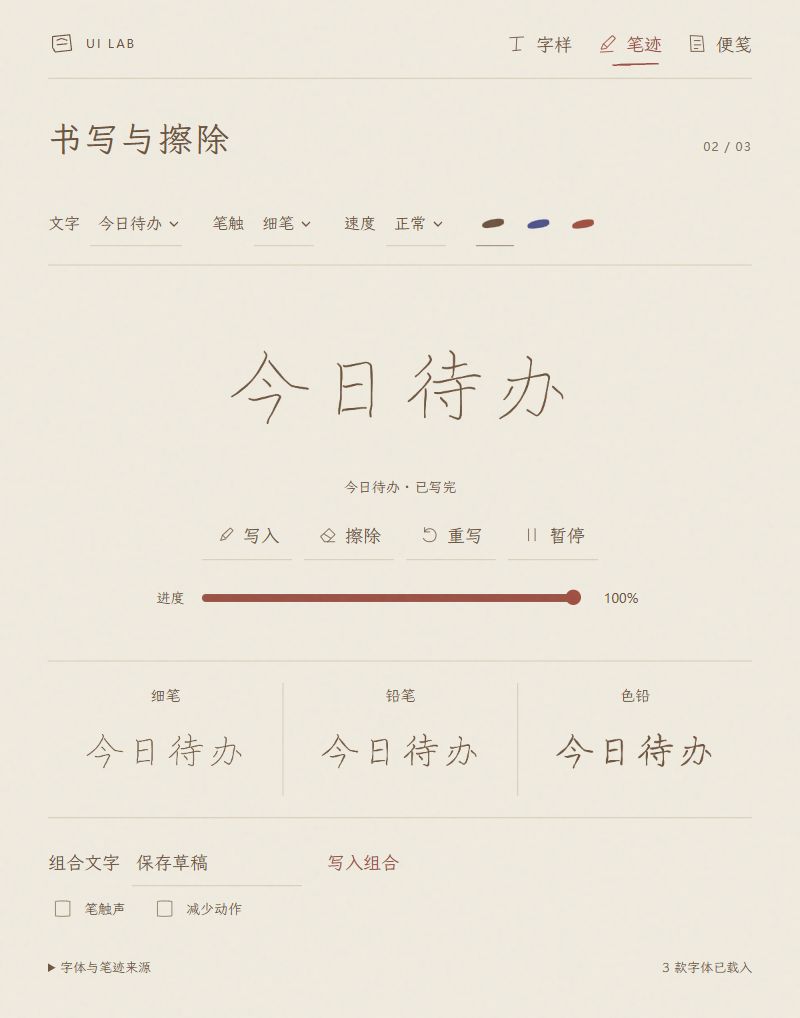 UI LAB 字样 笔迹 便笺
书写与擦除
02 / 03
文字 今日待办 笔触 细笔 速度 正常
今日待办
今日待办 · 已写完
写入 擦除 重写 暂停
进度 100%
细笔 铅笔 色铅
今日待办 今日待办 今日待办
组合文字 保存草稿 写入组合
笔触声 减少动作
字体与笔迹来源 3 款字体已载入